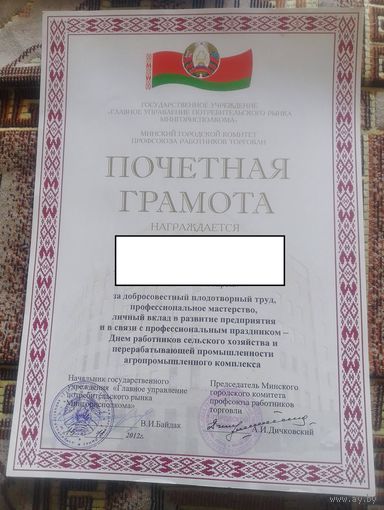 ГОСУДАРСТВЕННОЕ УЧРЕЖДЕНИЕ
«ГЛАВНОЕ УПРАВЛЕНИЕ ПОТРЕБИТЕЛЬСКОГО РЫНКА
МИНГОРИСПОЛКОМА»
МИНСКИЙ ГОРОДСКОЙ КОМИТЕТ
ПРОФСОЮЗА РАБОТНИКОВ ТОРГОВЛИ
ПОЧЕТНАЯ
ГРАМОТА
НАГРАЖДАЕТСЯ
за добросовестный плодотворный труд,
профессиональное мастерство,
личный вклад в развитие предприятия
и в связи с профессиональным праздником –
Днем работников сельского хозяйства и
перерабатывающей промышленности
агропромышленного комплекса
Начальник государственного
учреждения «Главное управление
потребительского рынка
Мингорисполкома»
В.И.Байдак
2012г.
Председатель Минского
городского комитета
профсоюза работников
торговли
А.И.Дичковский
www.ay.by